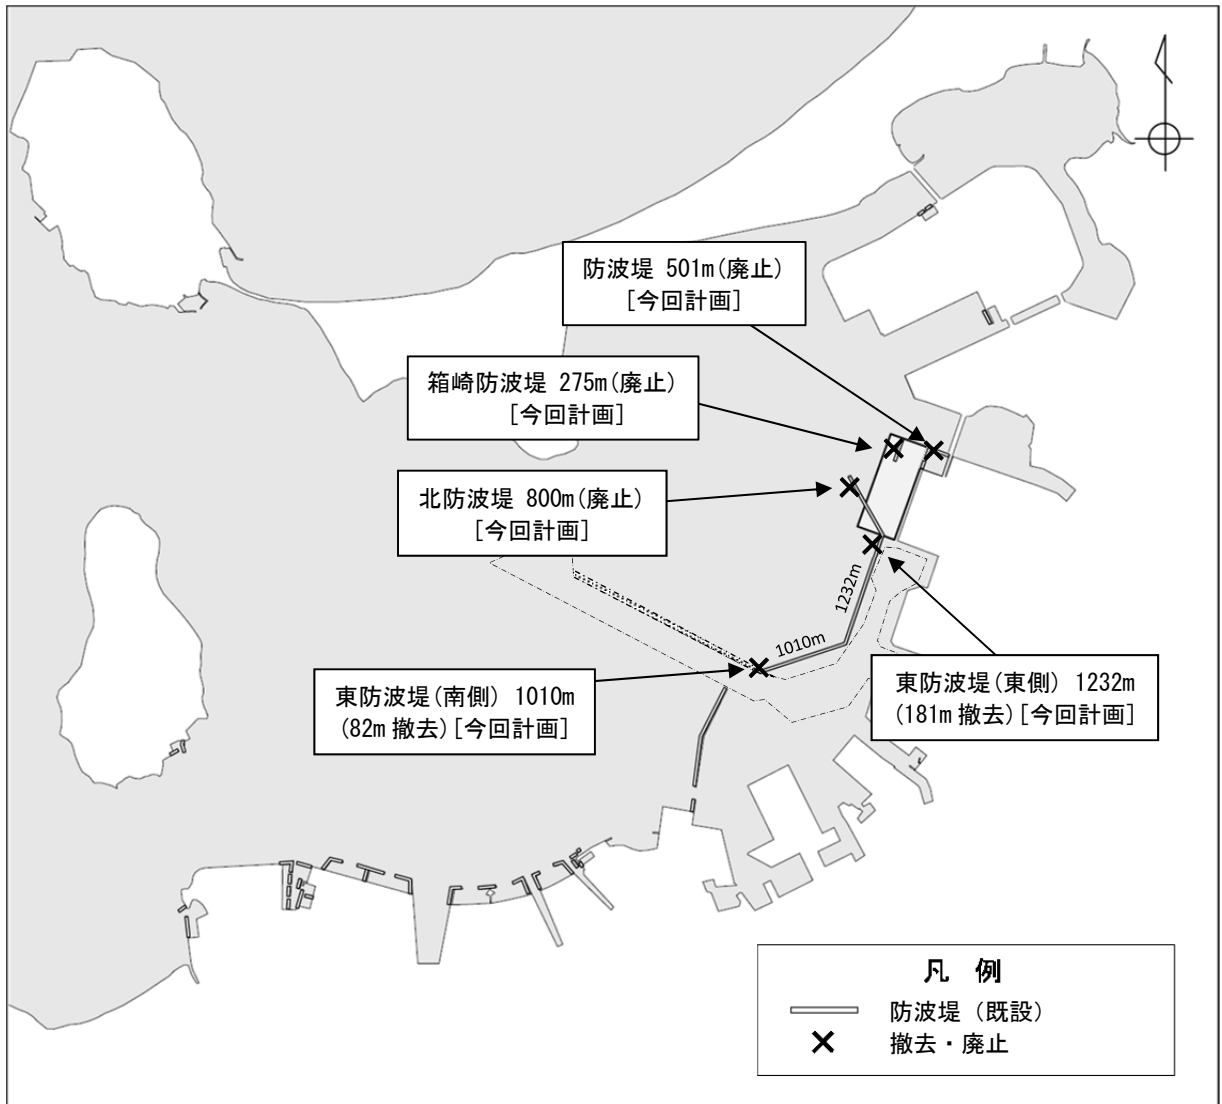 防波堤 501m(廃止)
[今回計画]
箱崎防波堤 275m(廃止)
[今回計画]
北防波堤 800m(廃止)
[今回計画]
1232m
1010m
東防波堤(南側) 1010m
(82m 撤去)[今回計画]
東防波堤(東側) 1232m
(181m 撤去)[今回計画]
凡 例
防波堤（既設）
撤去・廃止